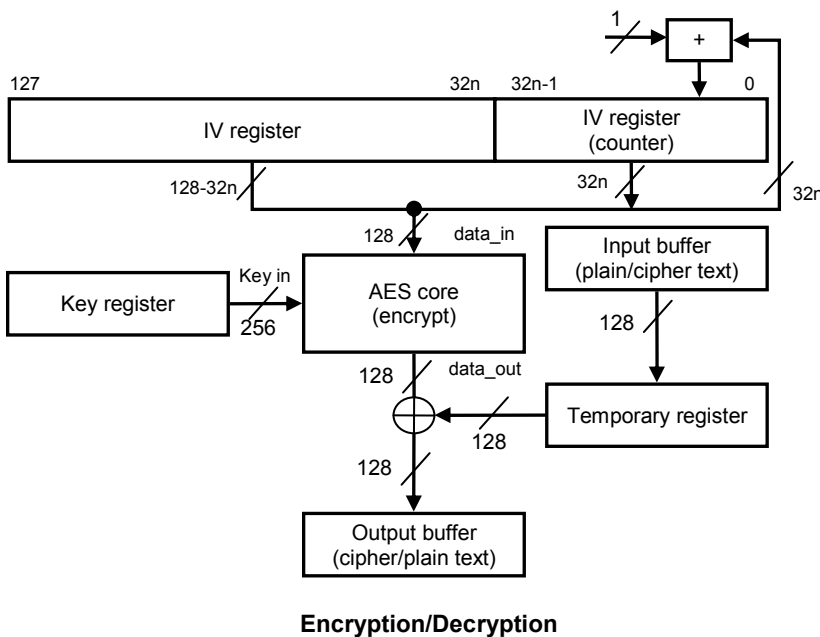 1
+
127
32n
32n-1
0
IV register
IV register
(counter)
128-32n
32n
32n
128
data_in
Input buffer
(plain/cipher text)
Key register
Key in
256
AES core
(encrypt)
128
128
data_out
Temporary register
128
128
Output buffer
(cipher/plain text)
Encryption/Decryption